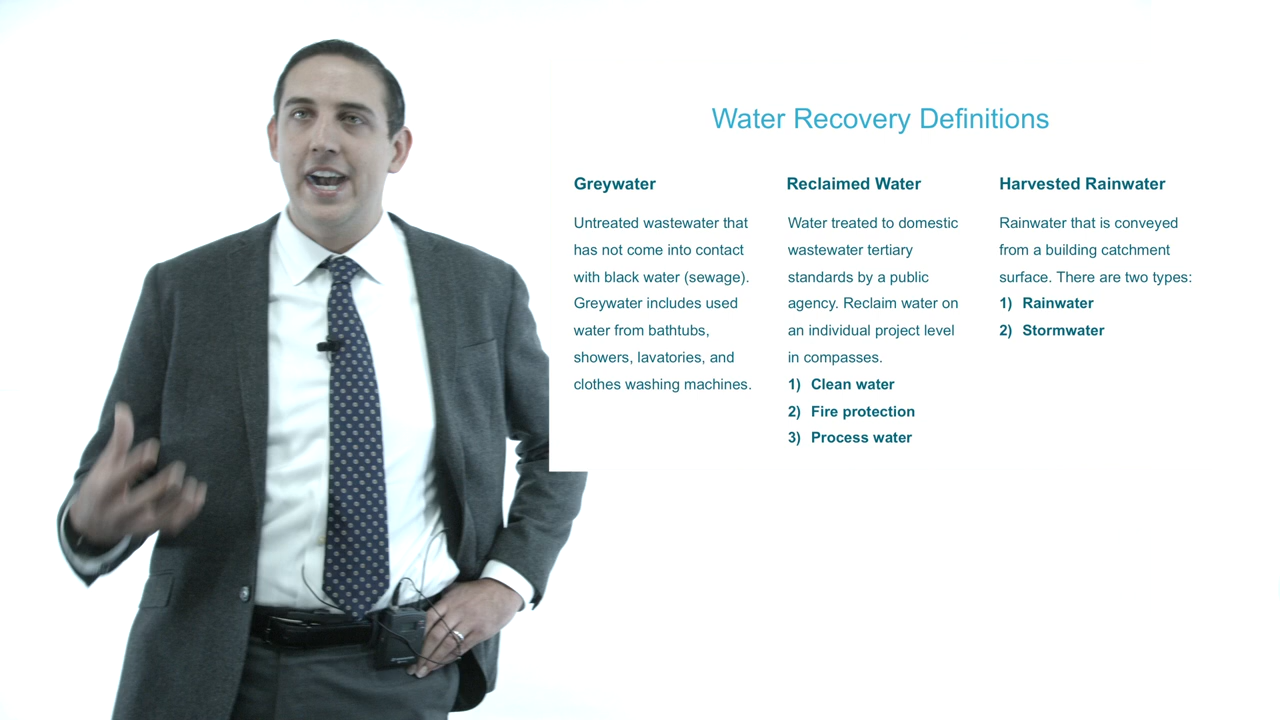 Water Recovery Definitions
Greywater
Untreated wastewater that
has not come into contact
with black water (sewage).
Greywater includes used
water from bathtubs,
showers, lavatories, and
clothes washing machines.
Reclaimed Water
Water treated to domestic
wastewater tertiary
standards by a public
agency. Reclaim water on
an individual project level
in compasses.
1) Clean water
2) Fire protection
3) Process water
Harvested Rainwater
Rainwater that is conveyed
from a building catchment
surface. There are two types:
1) Rainwater
2) Stormwater